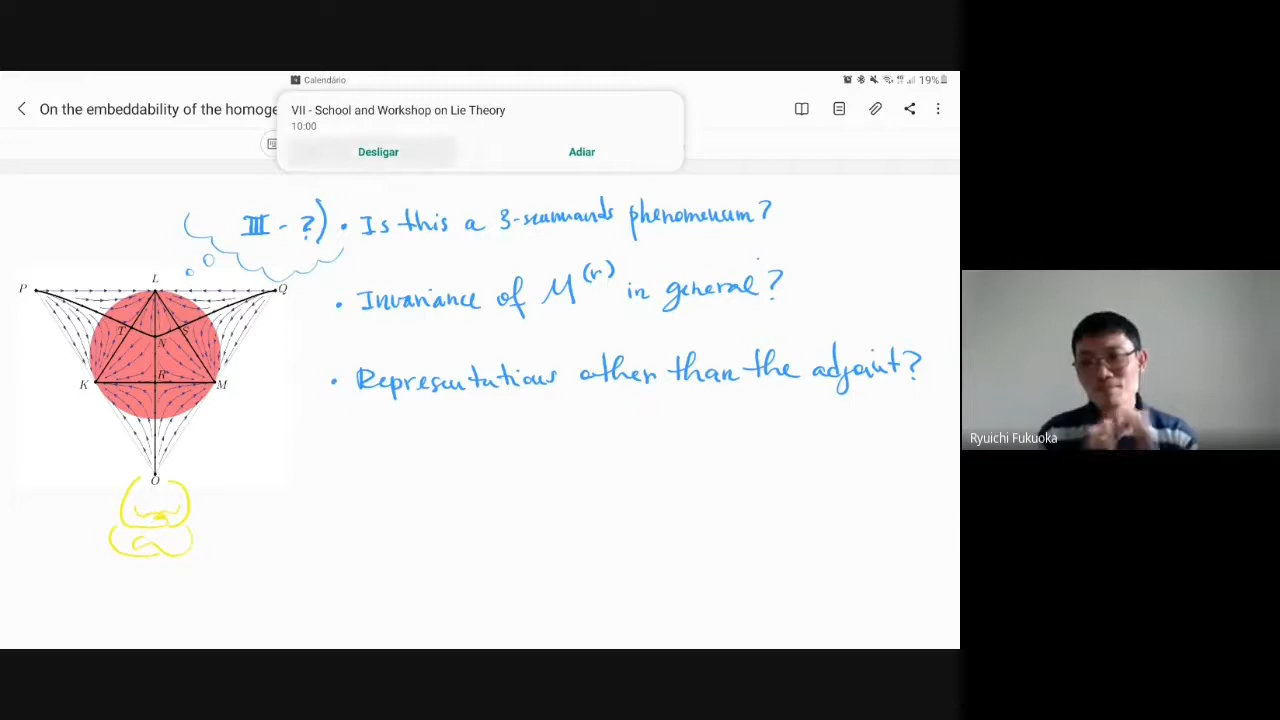 Calendário
19%
On the embeddability of the homoge
VII - School and Workshop on Lie Theory
10:00
Desligar
Adiar
III - ?) • Is this a 3-summands phenomenum?
• Invariance of M^(r) in general?
• Representations other than the adjoint?
P L Q
T S
N
K R M
O
Ryuichi Fukuoka